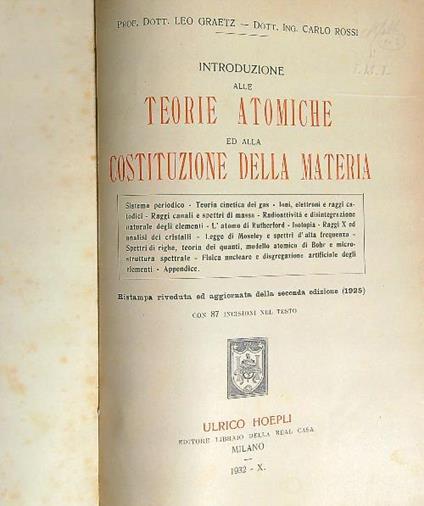 PROF. DOTT. LEO GRAETZ — DOTT. ING. CARLO ROSSI
INTRODUZIONE
ALLE
TEORIE ATOMICHE
ED ALLA
COSTITUZIONE DELLA MATERIA
Sistema periodico - Teoria cinetica dei gas - Ioni, elettroni e raggi ca-
todici - Raggi canali e spettri di massa - Radioattività e disintegrazione
naturale degli elementi - L'atomo di Rutherford - Isotopia - Raggi X ed
analisi dei cristalli - Legge di Moseley e spettri d'alta frequenza -
Spettri di righe, teoria dei quanti, modello atomico di Bohr e micro-
struttura spettrale - Fisica nucleare e disgregazione artificiale degli
elementi - Appendice.
Ristampa riveduta ed aggiornata della seconda edizione (1925)
CON 87 INCISIONI NEL TESTO
ULRICO HOEPLI
EDITORE LIBRAIO DELLA REAL CASA
MILANO
1932 - X.